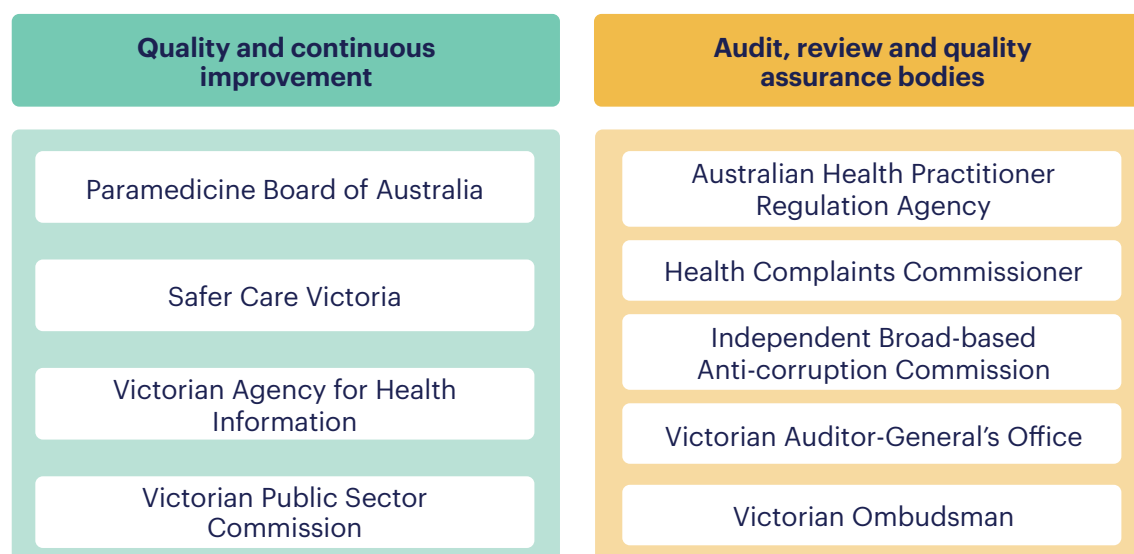 Quality and continuous
improvement
Paramedicine Board of Australia
Safer Care Victoria
Victorian Agency for Health
Information
Victorian Public Sector
Commission
Audit, review and quality
assurance bodies
Australian Health Practitioner
Regulation Agency
Health Complaints Commissioner
Independent Broad-based
Anti-corruption Commission
Victorian Auditor-General’s Office
Victorian Ombudsman